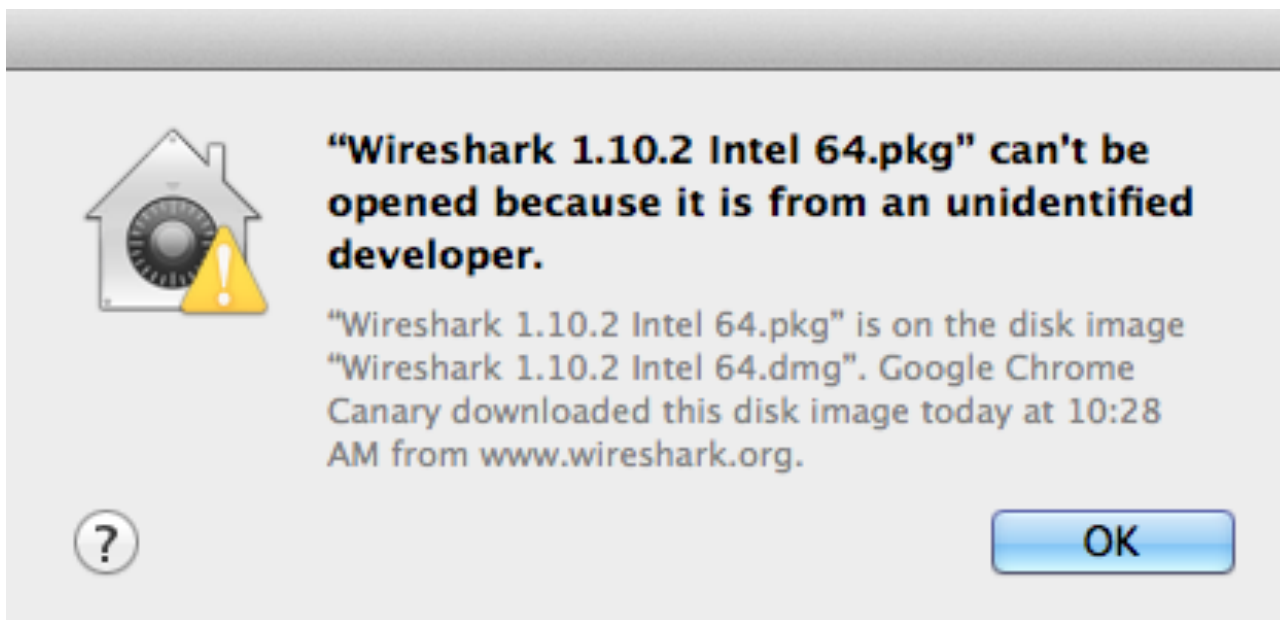 “Wireshark 1.10.2 Intel 64.pkg” can't be
opened because it is from an unidentified
developer.
“Wireshark 1.10.2 Intel 64.pkg” is on the disk image
“Wireshark 1.10.2 Intel 64.dmg”. Google Chrome
Canary downloaded this disk image today at 10:28
AM from www.wireshark.org.
?
OK